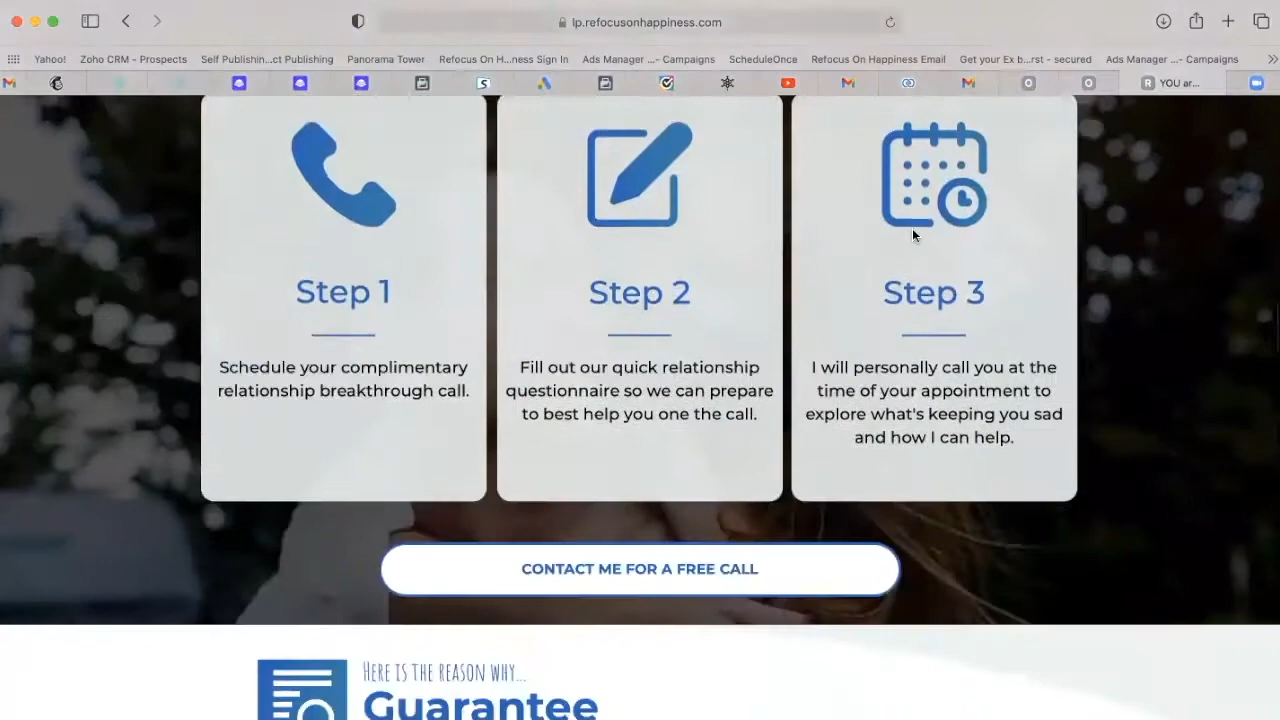 lp.refocusonhappiness.com
Yahoo! Zoho CRM - Prospects Self Publishin...ct Publishing Panorama Tower Refocus On H...ness Sign In Ads Manager ...- Campaigns ScheduleOnce Refocus On Happiness Email Get your Ex b...rst - secured Ads Manager ...- Campaigns
R YOU ar...
Step 1
Schedule your complimentary
relationship breakthrough call.
Step 2
Fill out our quick relationship
questionnaire so we can prepare
to best help you one the call.
Step 3
I will personally call you at the
time of your appointment to
explore what's keeping you sad
and how I can help.
CONTACT ME FOR A FREE CALL
HERE IS THE REASON WHY...
Guarantee